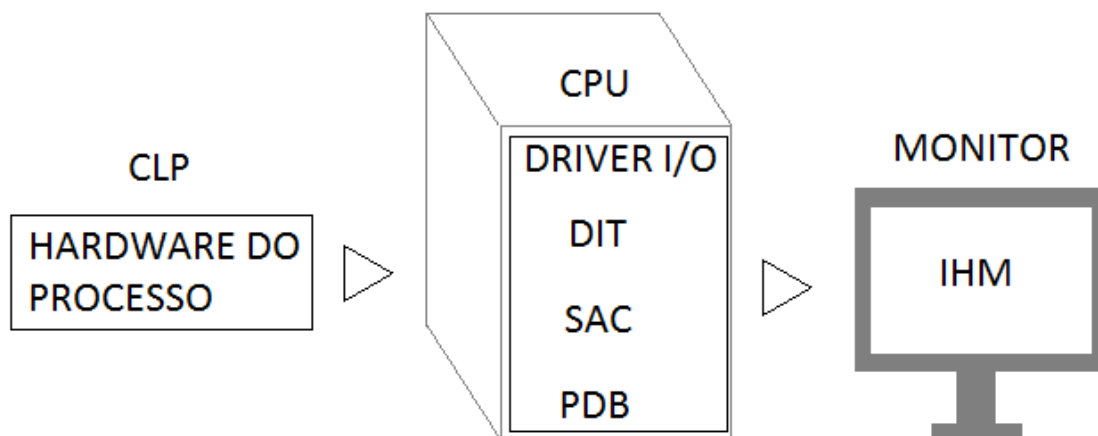 CLP
HARDWARE DO
PROCESSO
CPU
DRIVER I/O
DIT
SAC
PDB
MONITOR
IHM